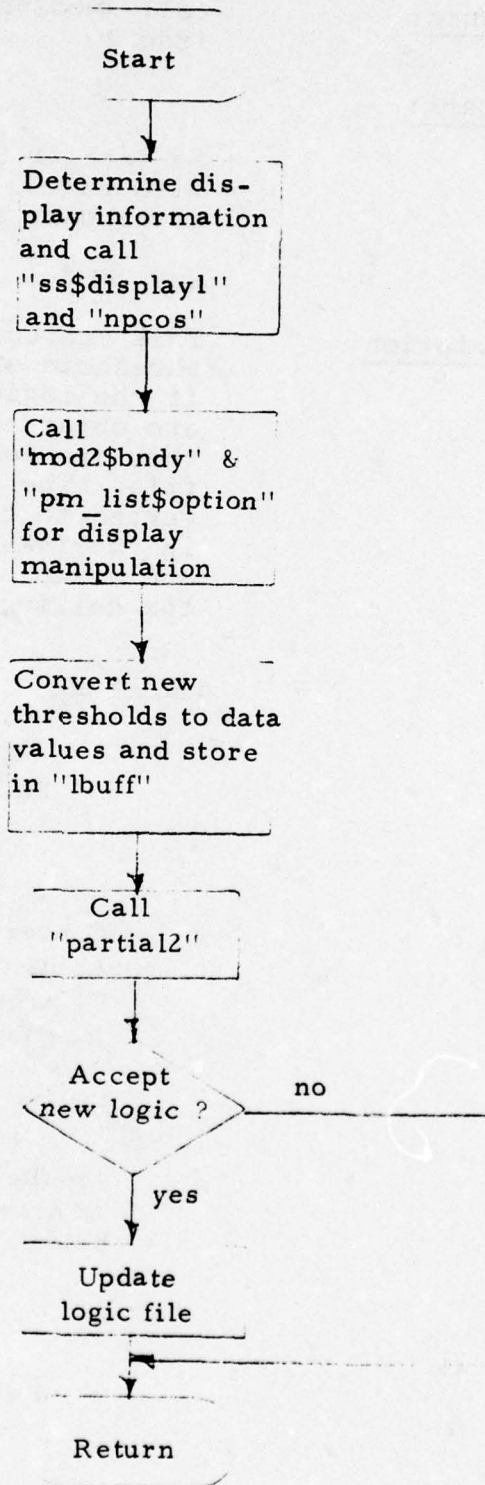 Start
Determine dis-
play information
and call
"ss$display1"
and "npcos"
Call
"mod2$bndy" &
"pm_list$option"
for display
manipulation
Convert new
thresholds to data
values and store
in "lbuff"
Call
"partial2"
Accept
new logic ?
no
yes
Update
logic file
Return